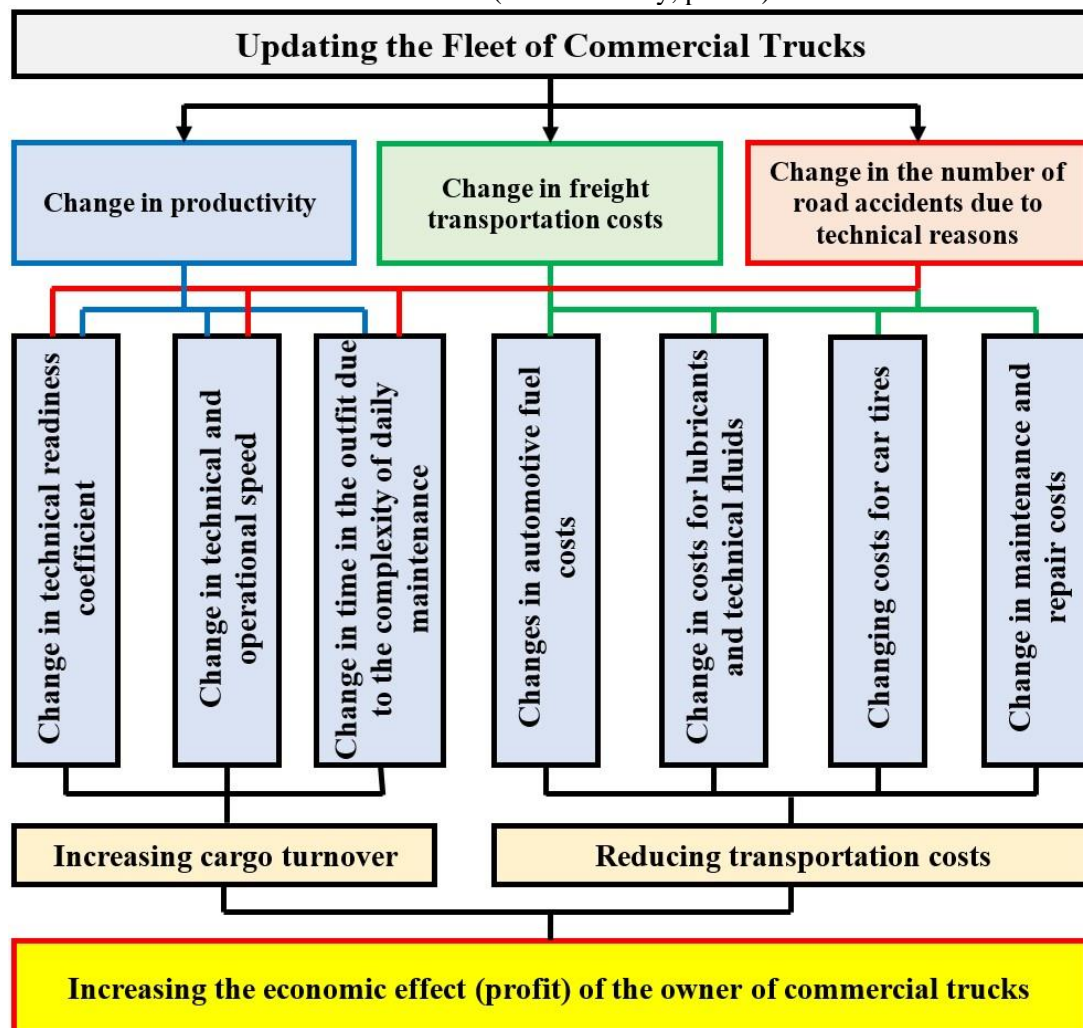 Updating the Fleet of Commercial Trucks
Change in productivity
Change in freight
transportation costs
Change in the number of
road accidents due to
technical reasons
Change in technical readiness
coefficient
Change in technical and
operational speed
Change in time in the outfit due
to the complexity of daily
maintenance
Changes in automotive fuel
costs
Change in costs for lubricants
and technical fluids
Changing costs for car tires
Change in maintenance and
repair costs
Increasing cargo turnover
Reducing transportation costs
Increasing the economic effect (profit) of the owner of commercial trucks